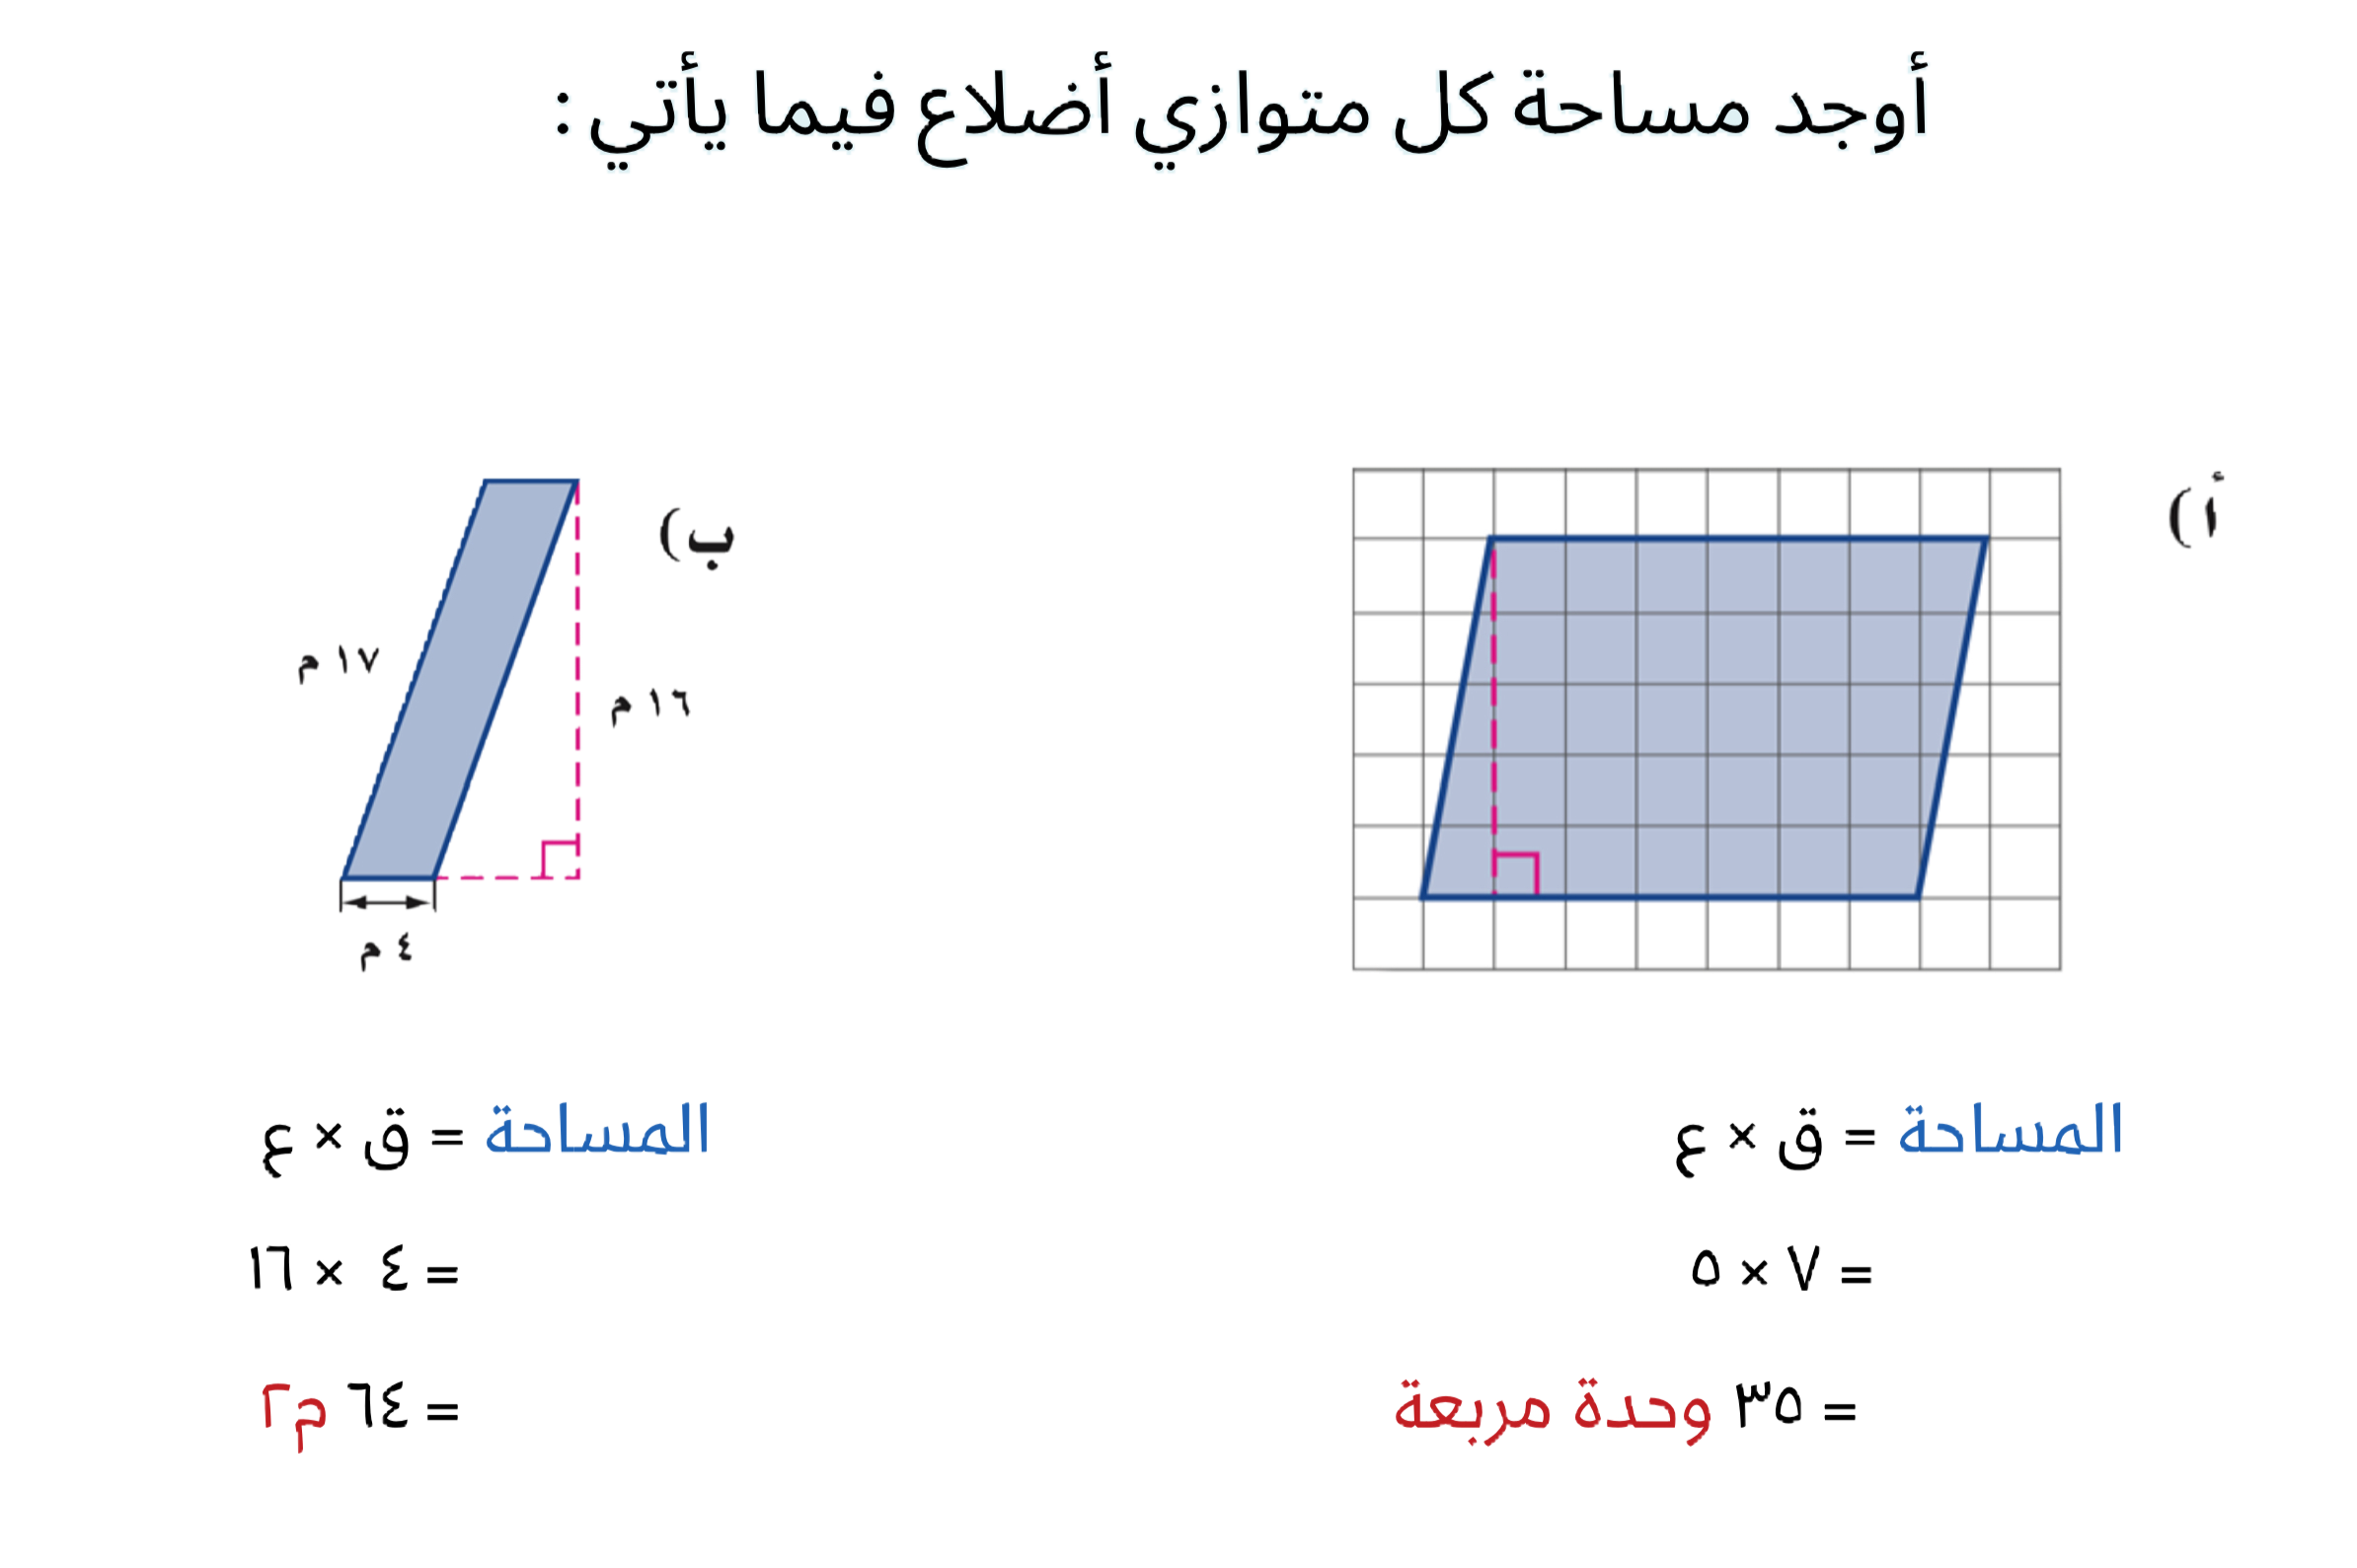 أوجد مساحة كل متوازي أضلاع فيما يأتي :
أ )
ب )
١٧ م
١٦ م
٤ م
المساحة = ق × ع
= ٧ × ٥
= ٣٥ وحدة مربعة
المساحة = ق × ع
= ٤ × ١٦
= ٦٤ م٢